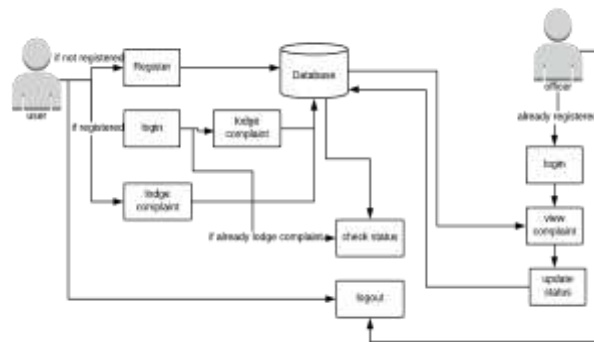 if not registered
Register
Database
officer
user
already registered
if registered
login
lodge
complaint
login
lodge
complaint
view
complaint
if already lodge complaint
check status
update
status
logout